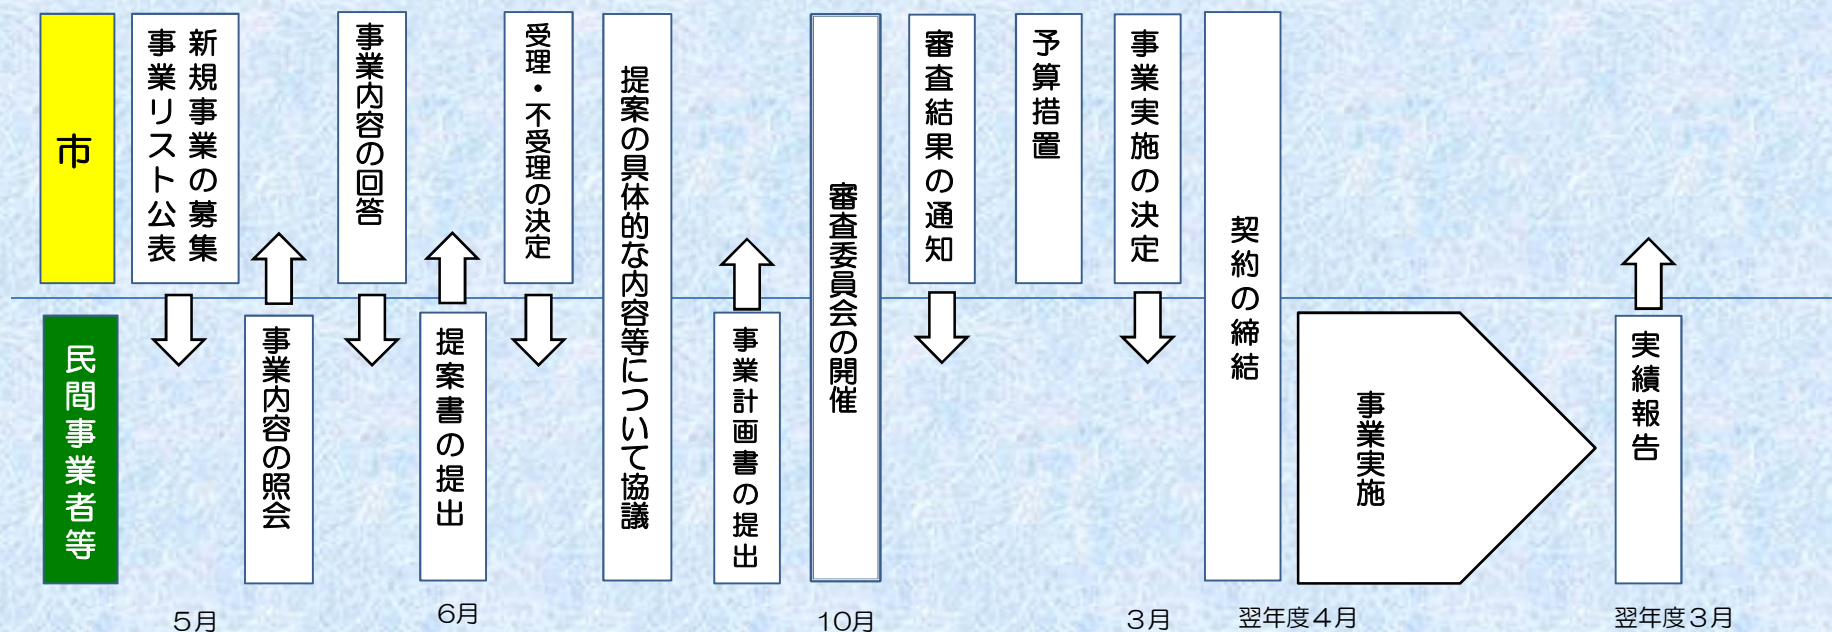 市
新規事業の募集
事業リスト公表
事業内容の回答
受理・不受理の決定
提案の具体的な内容等について協議
審査委員会の開催
審査結果の通知
予算措置
事業実施の決定
契約の締結
民間事業者等
事業内容の照会
提案書の提出
事業計画書の提出
事業実施
実績報告
5月
6月
10月
3月
翌年度4月
翌年度3月